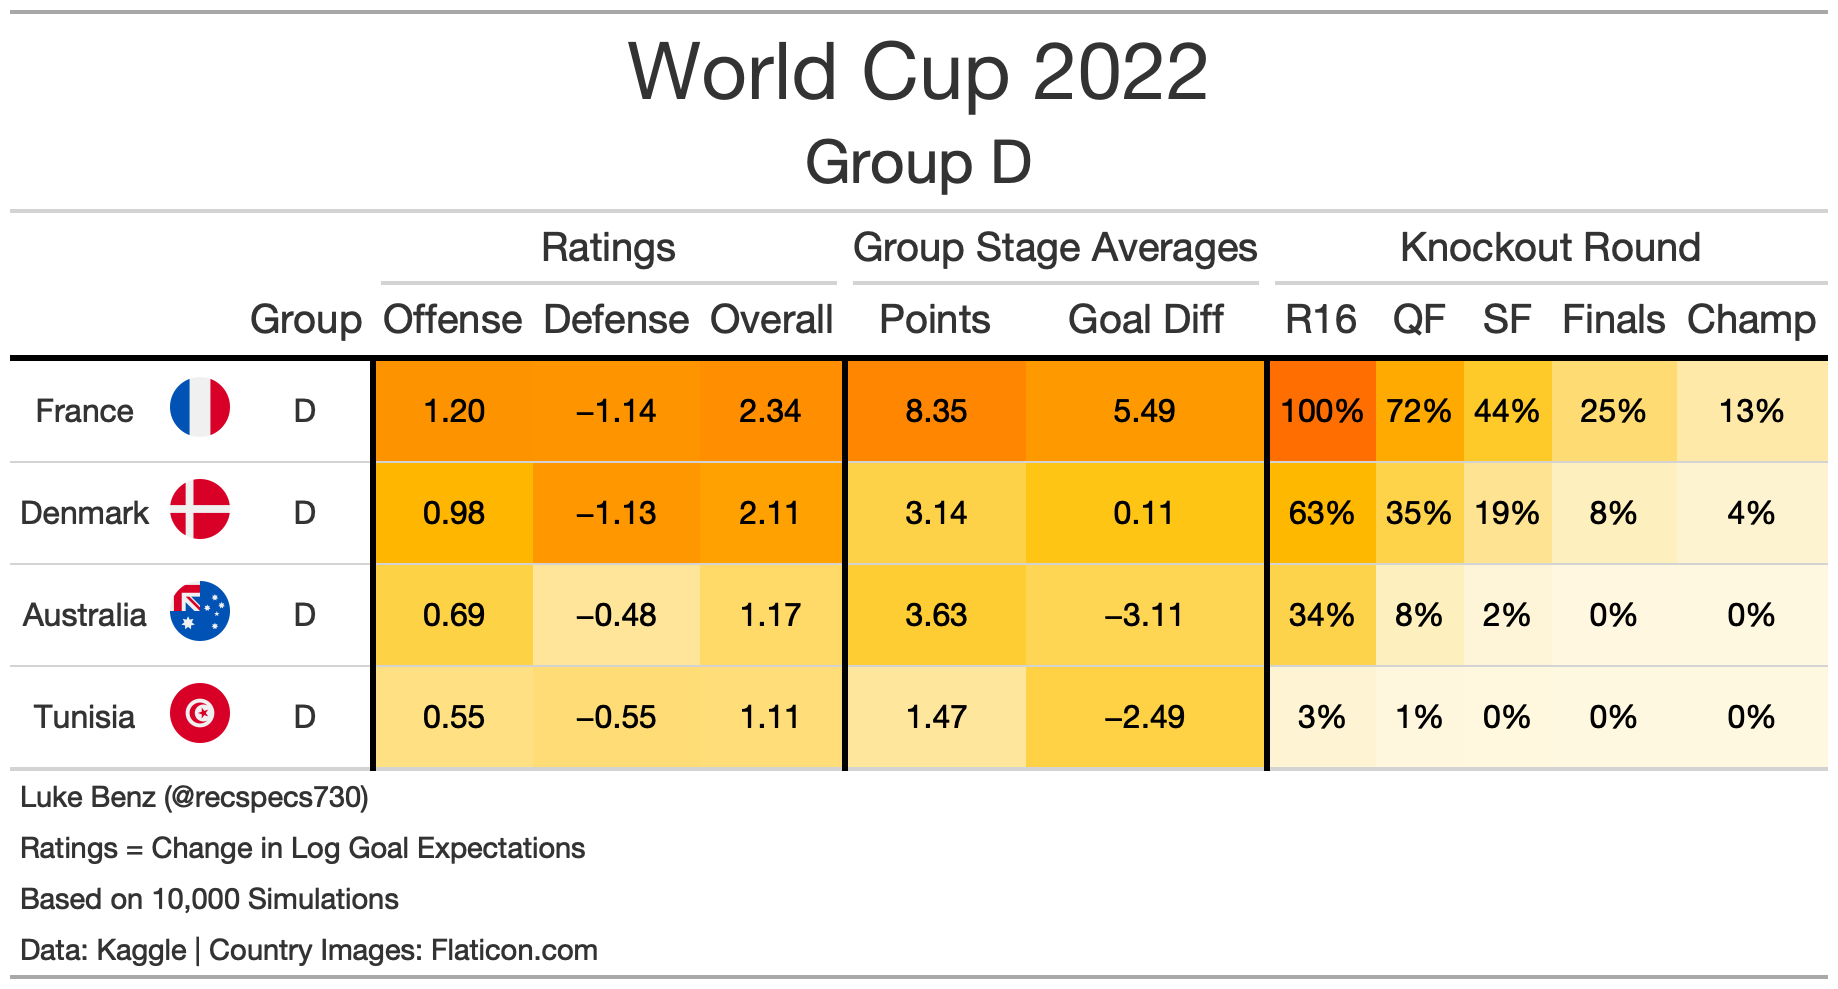 World Cup 2022
Group D
Ratings Group Stage Averages Knockout Round
Group Offense Defense Overall Points Goal Diff R16 QF SF Finals Champ
France D 1.20 −1.14 2.34 8.35 5.49 100% 72% 44% 25% 13%
Denmark D 0.98 −1.13 2.11 3.14 0.11 63% 35% 19% 8% 4%
Australia D 0.69 −0.48 1.17 3.63 −3.11 34% 8% 2% 0% 0%
Tunisia D 0.55 −0.55 1.11 1.47 −2.49 3% 1% 0% 0% 0%
Luke Benz (@recspecs730)
Ratings = Change in Log Goal Expectations
Based on 10,000 Simulations
Data: Kaggle | Country Images: Flaticon.com